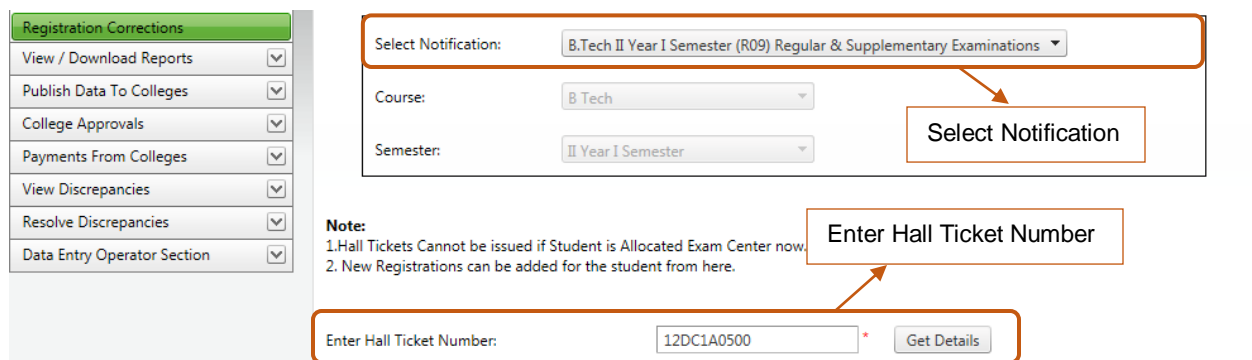 Registration Corrections
View / Download Reports
Publish Data To Colleges
College Approvals
Payments From Colleges
View Discrepancies
Resolve Discrepancies
Data Entry Operator Section
Select Notification: B.Tech II Year I Semester (R09) Regular & Supplementary Examinations
Course: B Tech
Select Notification
Semester: II Year I Semester
Note:
Enter Hall Ticket Number
1.Hall Tickets Cannot be issued if Student is Allocated Exam Center now.
2. New Registrations can be added for the student from here.
Enter Hall Ticket Number: 12DC1A0500 * Get Details